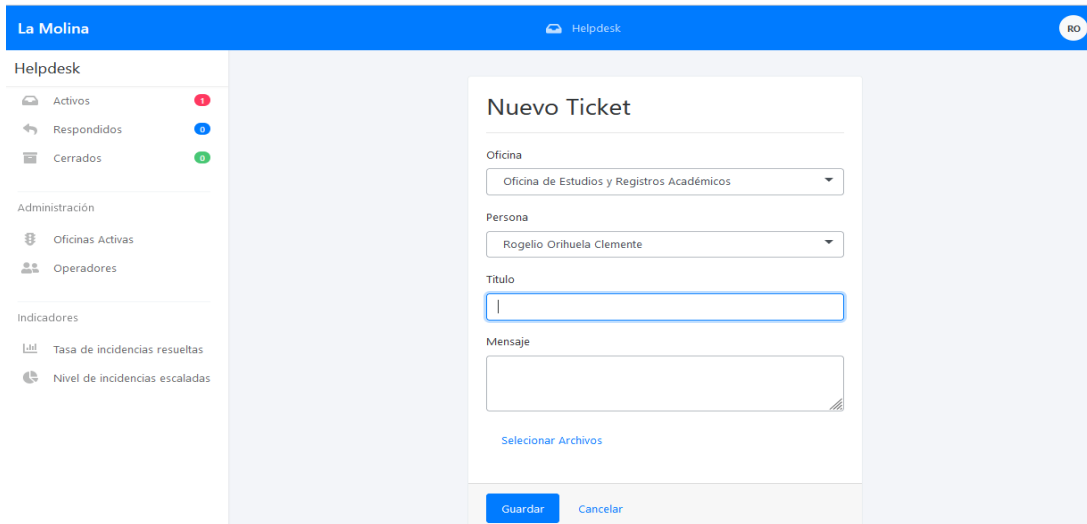 La Molina
Helpdesk
RO
Helpdesk
Activos 1
Respondidos 0
Cerrados 0
Administración
Oficinas Activas
Operadores
Indicadores
Tasa de incidencias resueltas
Nivel de incidencias escaladas
Nuevo Ticket
Oficina
Oficina de Estudios y Registros Académicos
Persona
Rogelio Orihuela Clemente
Titulo
Mensaje
Selecionar Archivos
Guardar Cancelar